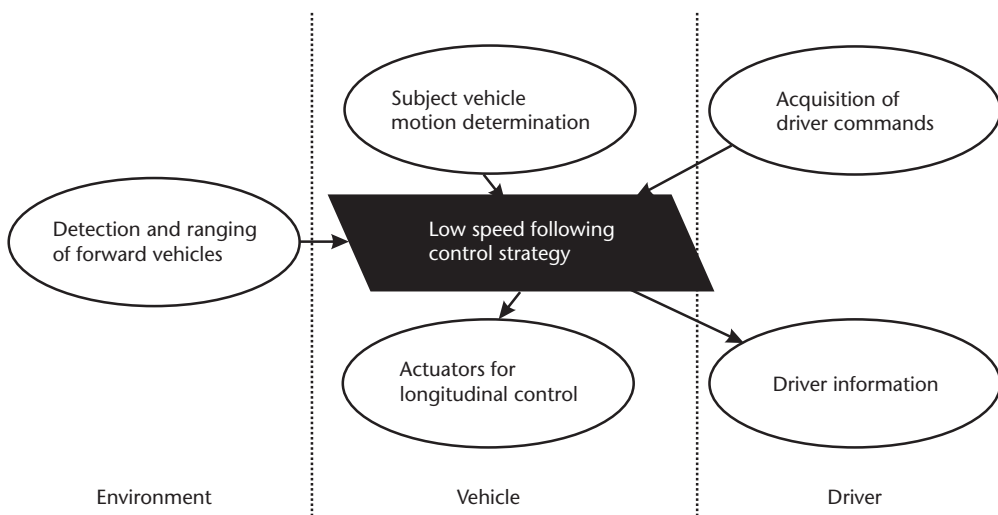 Subject vehicle
motion determination
Acquisition of
driver commands
Detection and ranging
of forward vehicles
Low speed following
control strategy
Actuators for
longitudinal control
Driver information
Environment
Vehicle
Driver